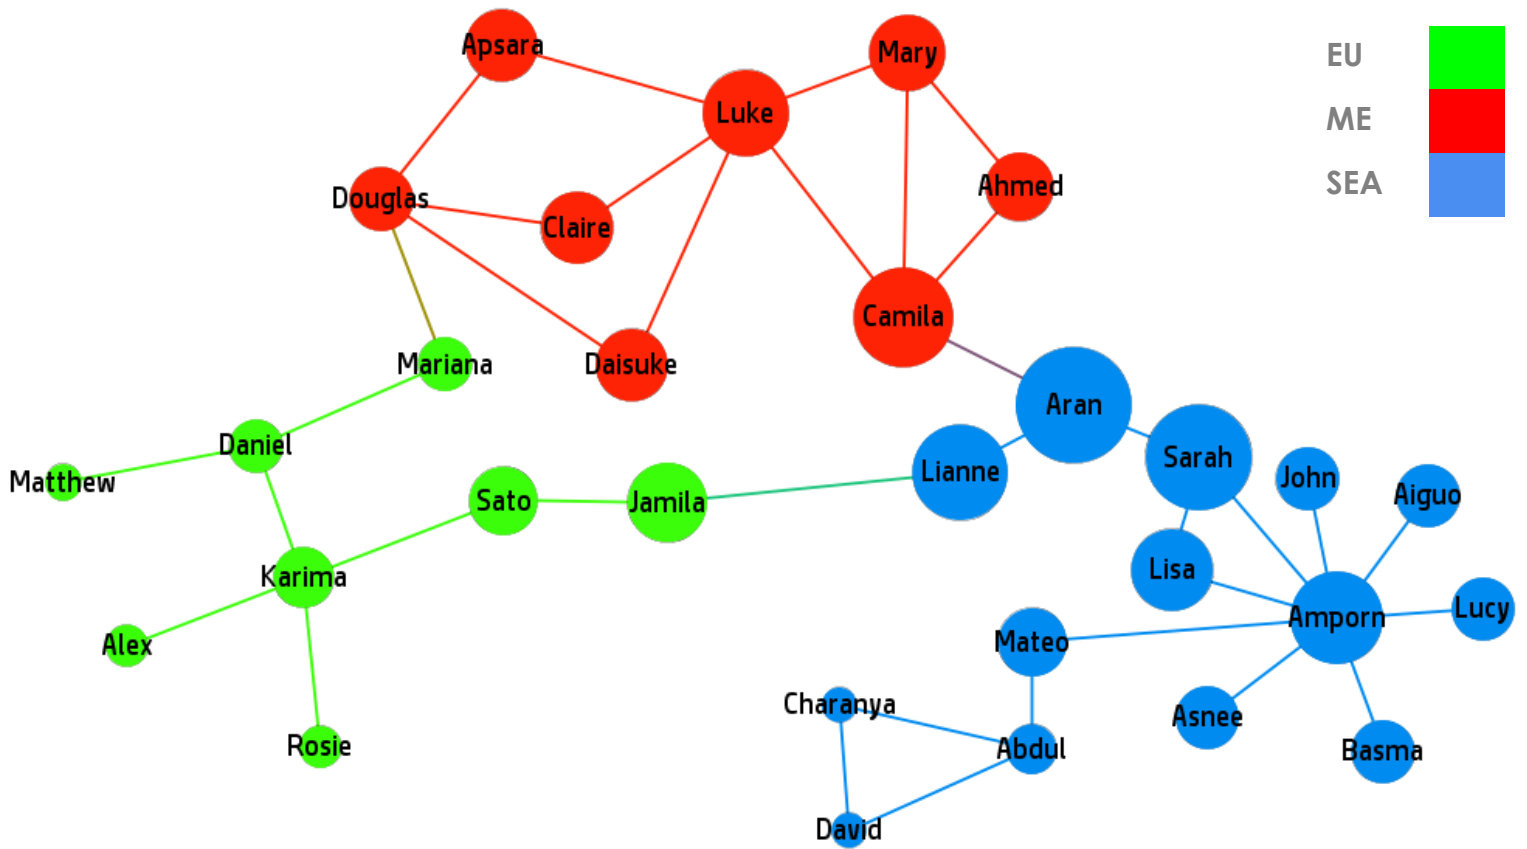 Apsara
Mary
EU
Luke
ME
Ahmed
SEA
Douglas
Claire
Camila
Mariana
Daisuke
Aran
Daniel
Sarah
Lianne
John
Matthew
Aiguo
Sato
Jamila
Lisa
Karima
Lucy
Amporn
Alex
Mateo
Charanya
Asnee
Rosie
Abdul
Basma
David